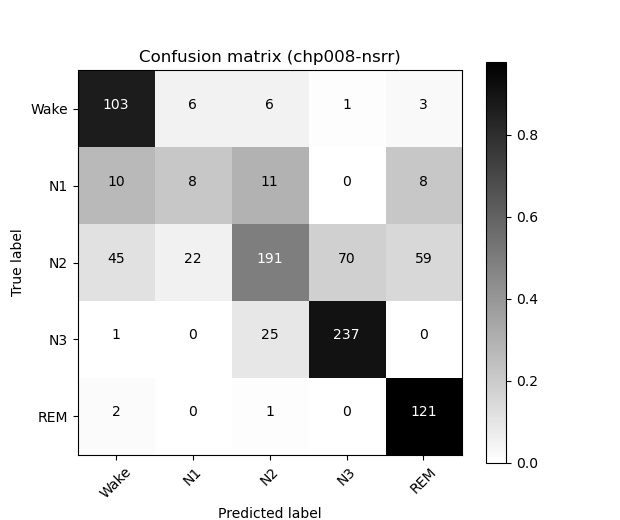 Confusion matrix (chp008-nsrr)
True label
Wake 103 6 6 1 3
N1 10 8 11 0 8
N2 45 22 191 70 59
N3 1 0 25 237 0
REM 2 0 1 0 121
Wake N1 N2 N3 REM
Predicted label
0.8
0.6
0.4
0.2
0.0